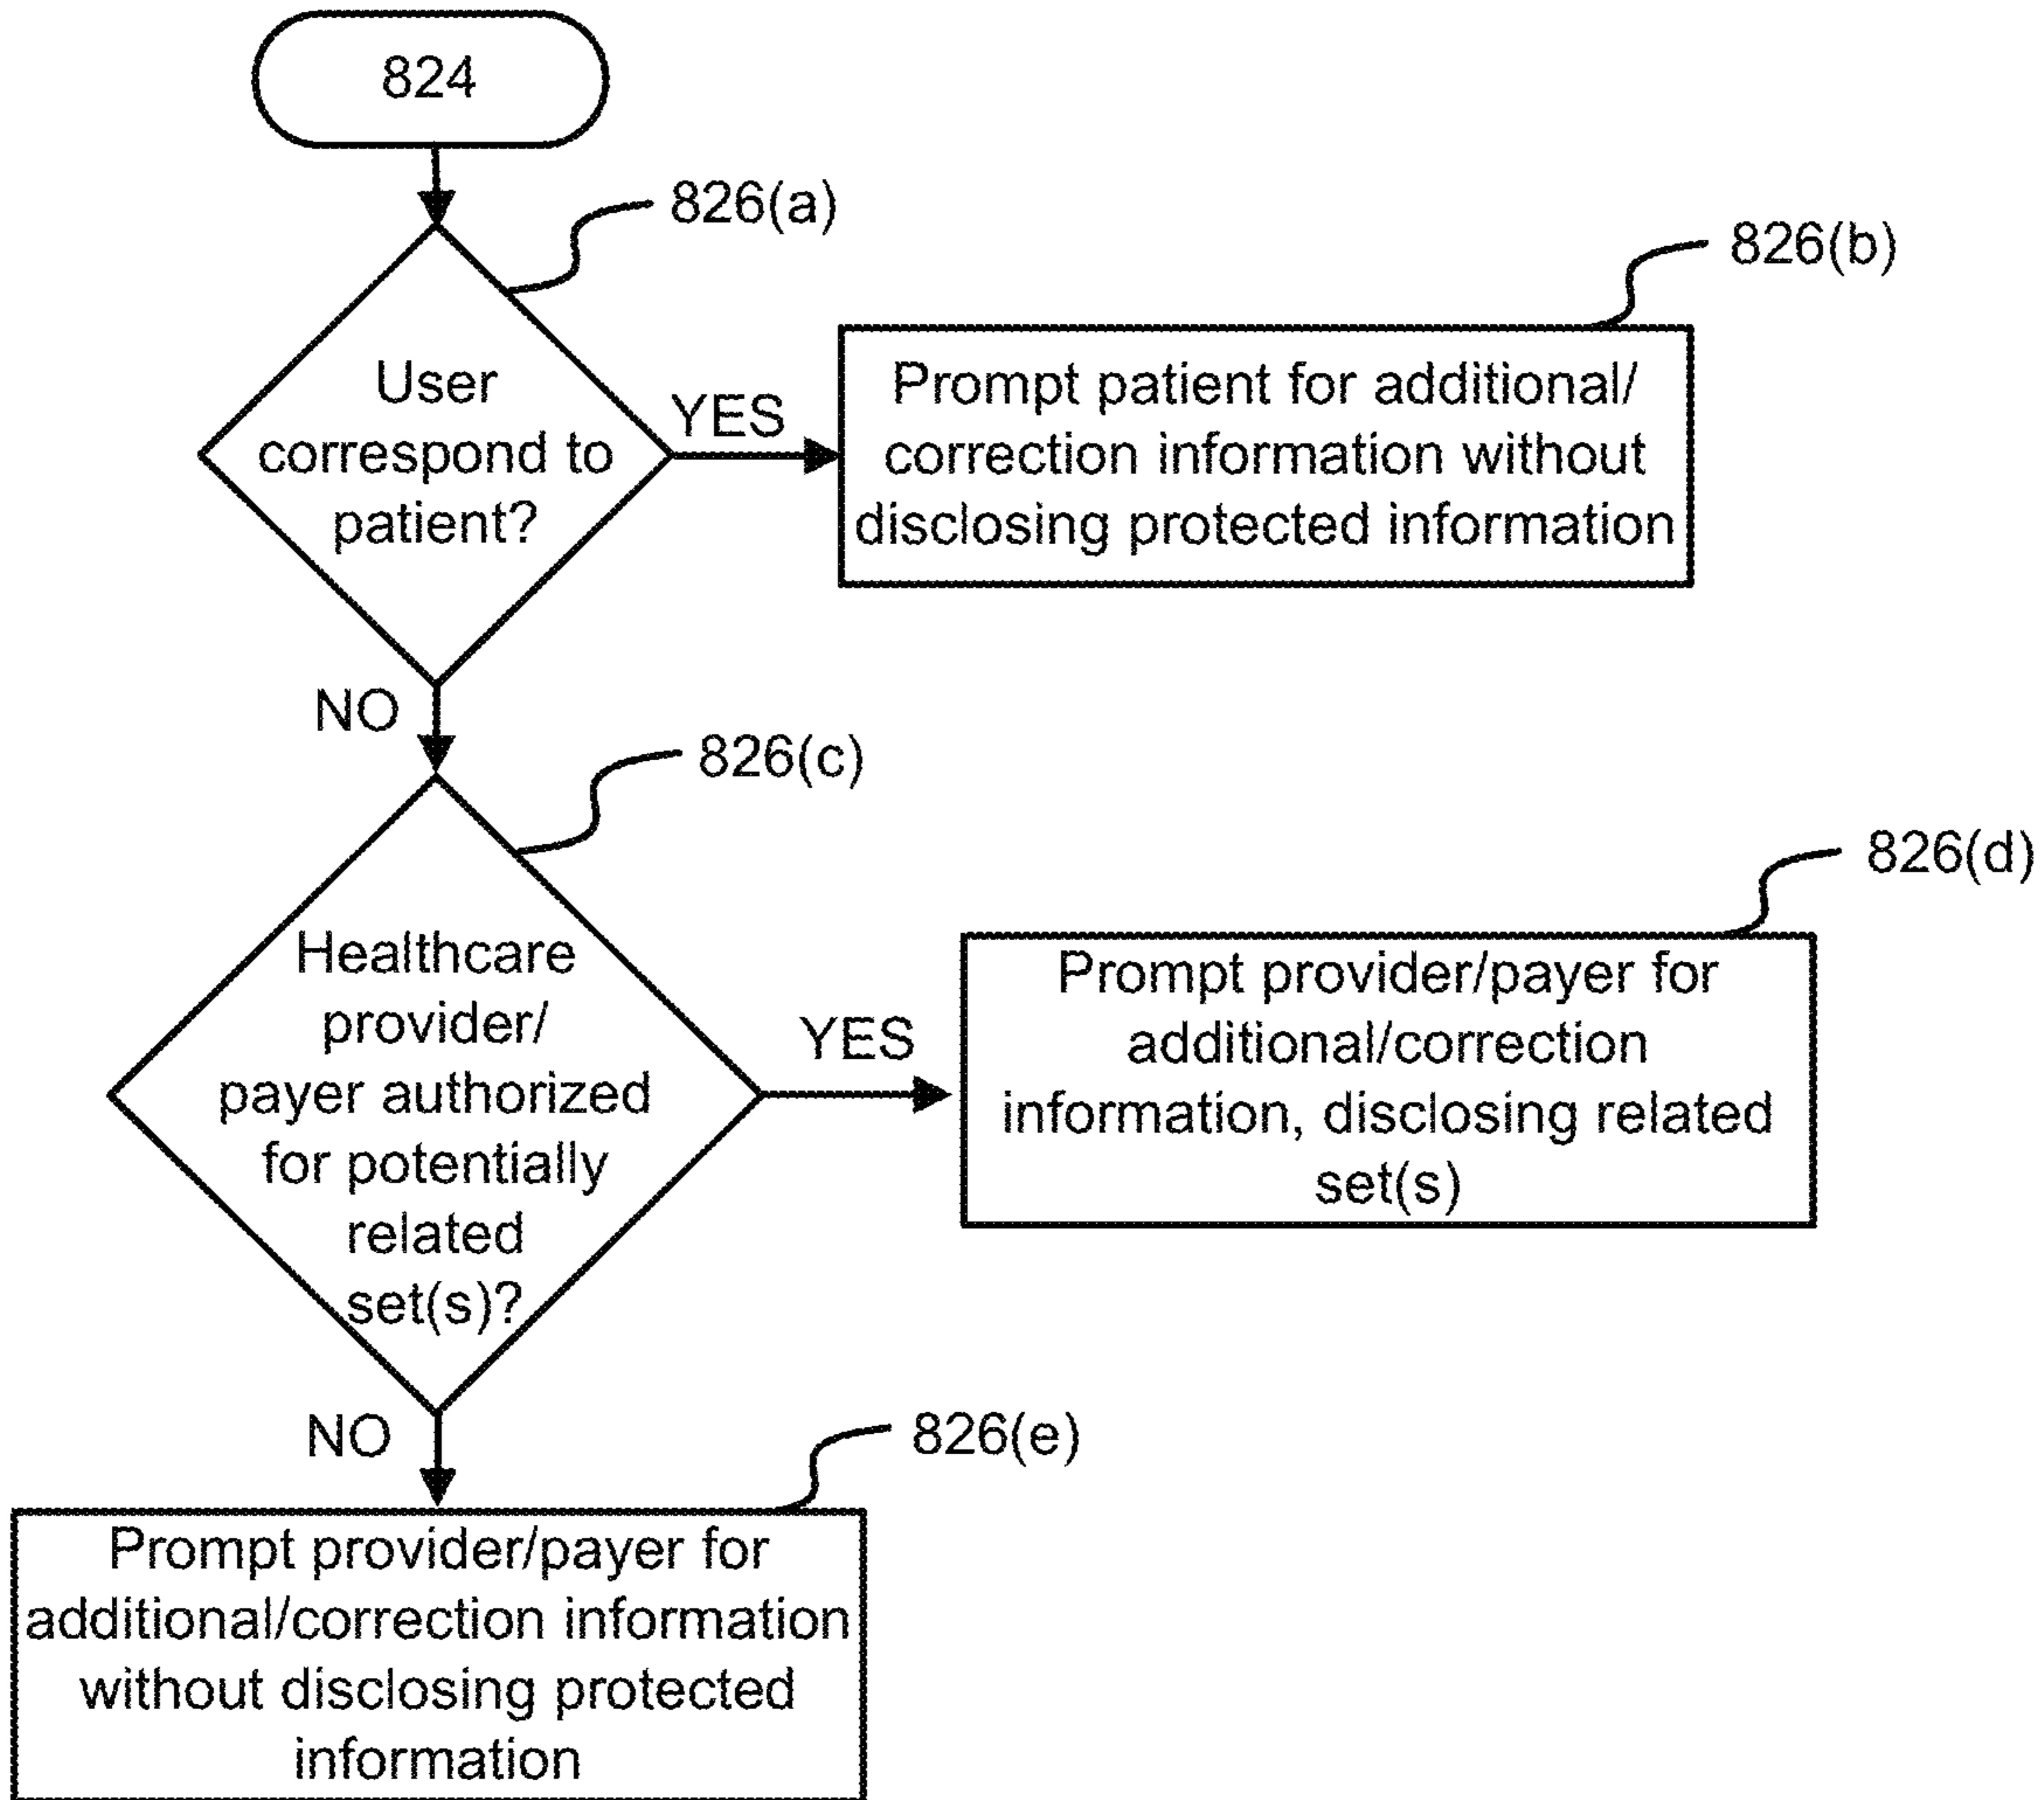 824
826(a)
826(b)
User
correspond to
patient?
YES
Prompt patient for additional/
correction information without
disclosing protected information
NO
826(c)
826(d)
Healthcare
provider/
payer authorized
for potentially
related
set(s)?
YES
Prompt provider/payer for
additional/correction
information, disclosing related
set(s)
NO
826(e)
Prompt provider/payer for
additional/correction information
without disclosing protected
information